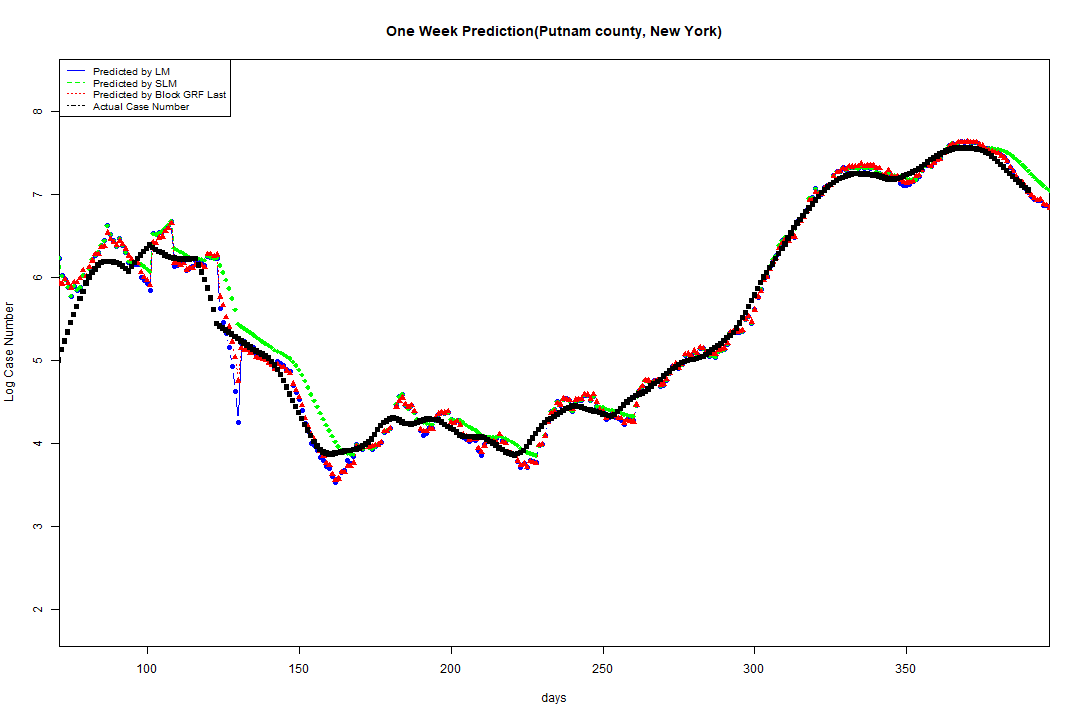 One Week Prediction(Putnam county, New York)
Predicted by LM
Predicted by SLM
Predicted by Block GRF Last
Actual Case Number
8
7
6
5
4
3
2
Log Case Number
100 150 200 250 300 350
days